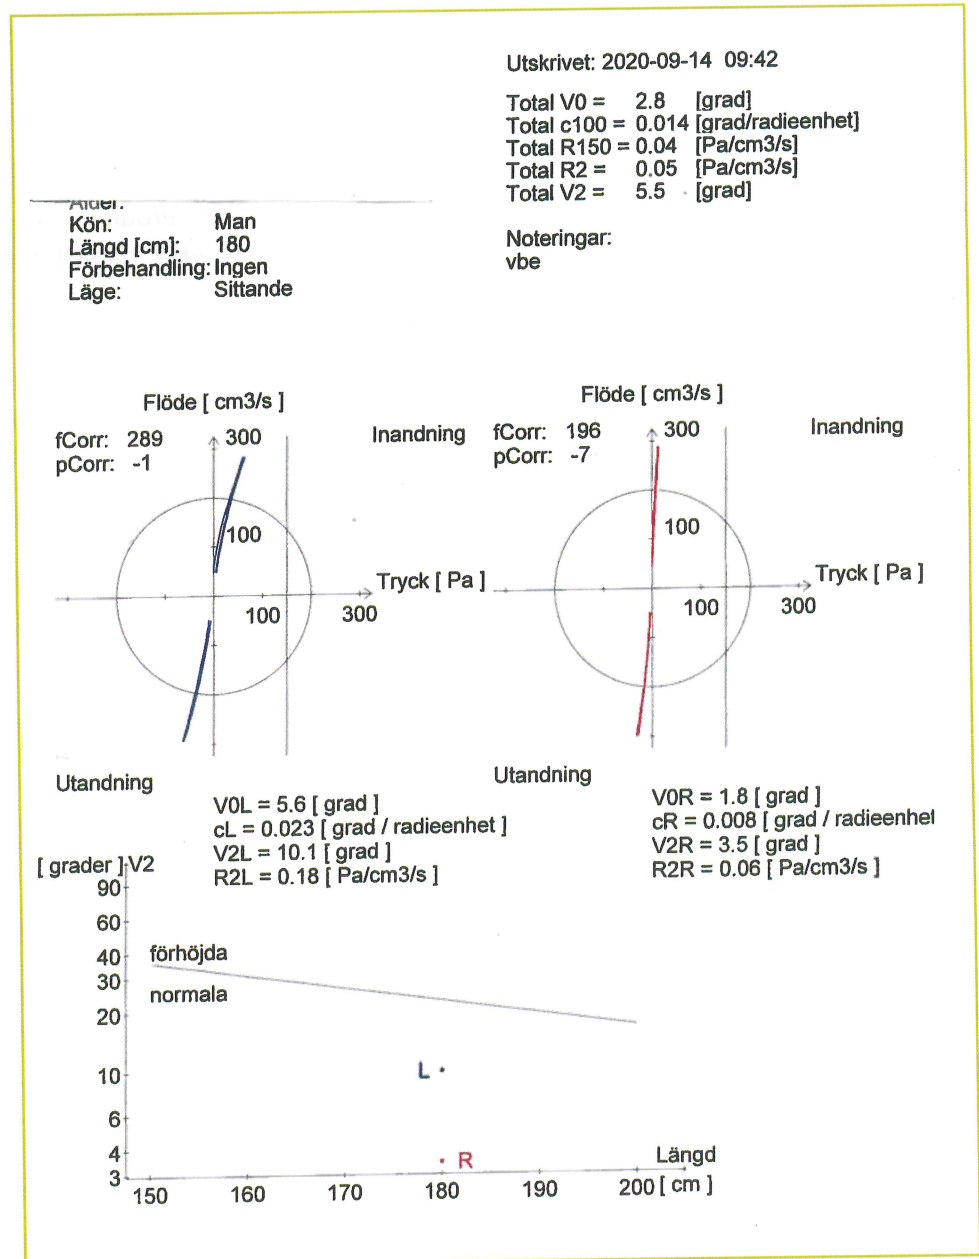 Utskrivet: 2020-09-14 09:42
Total V0 = 2.8 [grad]
Total c100 = 0.014 [grad/radieenhet]
Total R150 = 0.04 [Pa/cm3/s]
Total R2 = 0.05 [Pa/cm3/s]
Total V2 = 5.5 [grad]
Noteringar:
vbe
Ålder:
Kön: Man
Längd [cm]: 180
Förbehandling: Ingen
Läge: Sittande
Flöde [ cm3/s ]
fCorr: 289
pCorr: -1
300
Inandning
100
Tryck [ Pa ]
100 300
Utandning
V0L = 5.6 [ grad ]
cL = 0.023 [ grad / radieenhet ]
V2L = 10.1 [ grad ]
R2L = 0.18 [ Pa/cm3/s ]
Flöde [ cm3/s ]
fCorr: 196
pCorr: -7
300
Inandning
100
Tryck [ Pa ]
100 300
Utandning
V0R = 1.8 [ grad ]
cR = 0.008 [ grad / radieenhel
V2R = 3.5 [ grad ]
R2R = 0.06 [ Pa/cm3/s ]
[ grader ] V2
90
60
40
30
20
10
6
4
3
förhöjda
normala
L
R
Längd
150 160 170 180 190 200 [ cm ]